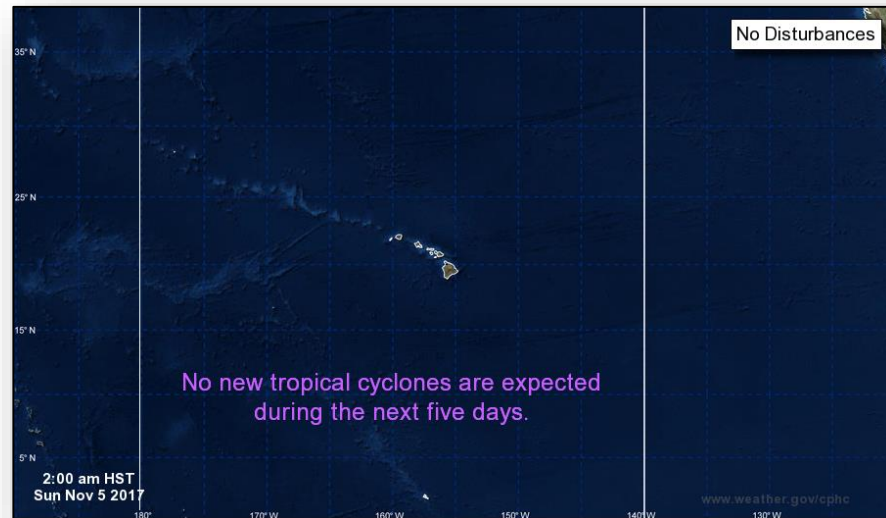 No Disturbances
35° N
25° N
15° N
No new tropical cyclones are expected
during the next five days.
5° N
2:00 am HST
Sun Nov 5 2017
www.weather.gov/cphc
180°
170° W
160° W
150° W
140° W
130° W